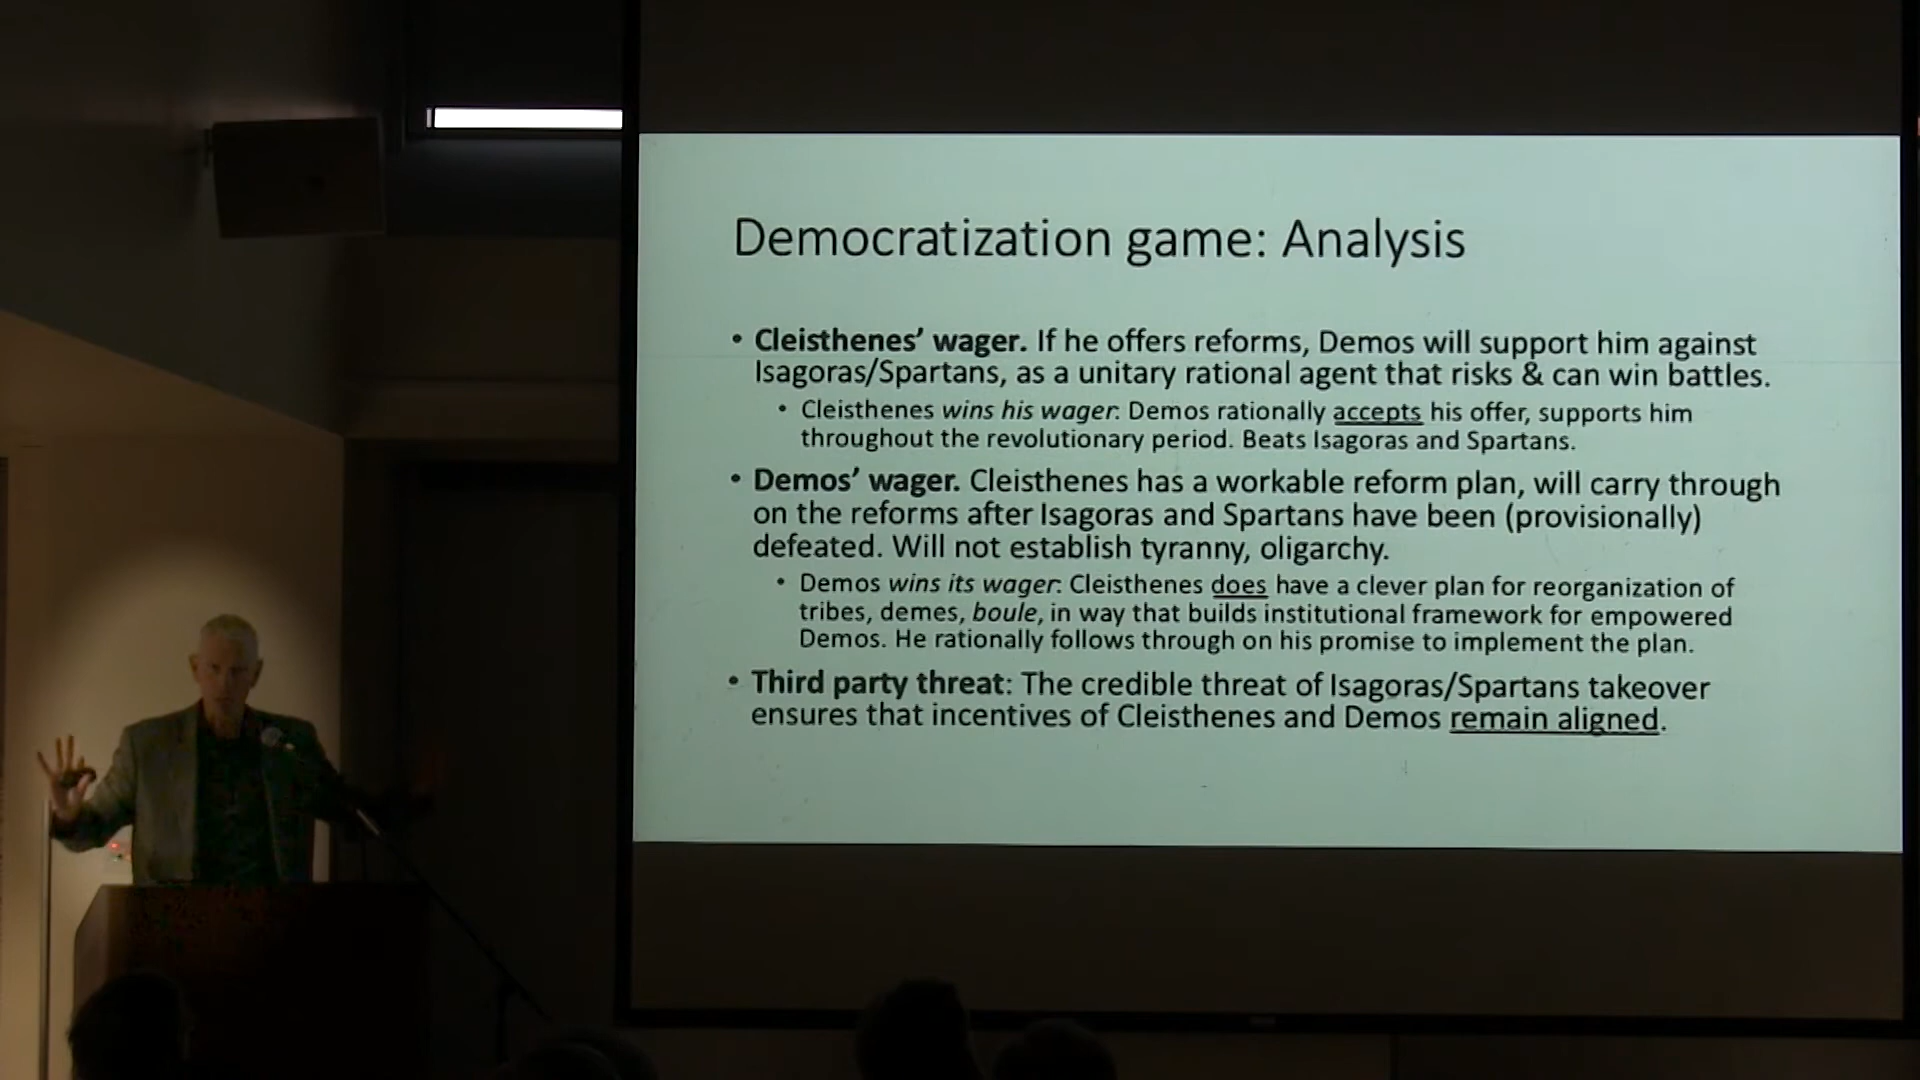 Democratization game: Analysis
• Cleisthenes' wager. If he offers reforms, Demos will support him against
Isagoras/Spartans, as a unitary rational agent that risks & can win battles.
• Cleisthenes wins his wager: Demos rationally accepts his offer, supports him
throughout the revolutionary period. Beats Isagoras and Spartans.
• Demos' wager. Cleisthenes has a workable reform plan, will carry through
on the reforms after Isagoras and Spartans have been (provisionally)
defeated. Will not establish tyranny, oligarchy.
• Demos wins its wager: Cleisthenes does have a clever plan for reorganization of
tribes, demes, boule, in way that builds institutional framework for empowered
Demos. He rationally follows through on his promise to implement the plan.
• Third party threat: The credible threat of Isagoras/Spartans takeover
ensures that incentives of Cleisthenes and Demos remain aligned.